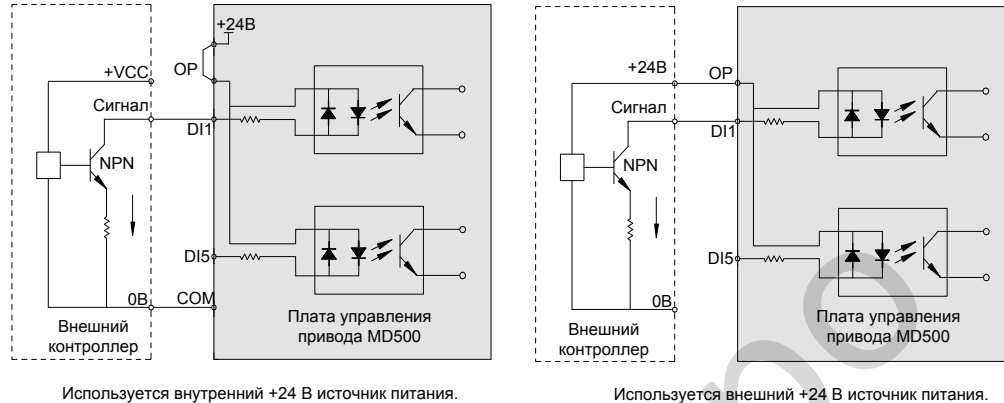 +24В
+VCC
OP
Сигнал
DI1
NPN
DI5
0В
COM
Внешний
контроллер
Плата управления
привода MD500
Используется внутренний +24 В источник питания.
+24В
OP
Сигнал
DI1
NPN
DI5
0В
Внешний
контроллер
Плата управления
привода MD500
Используется внешний +24 В источник питания.